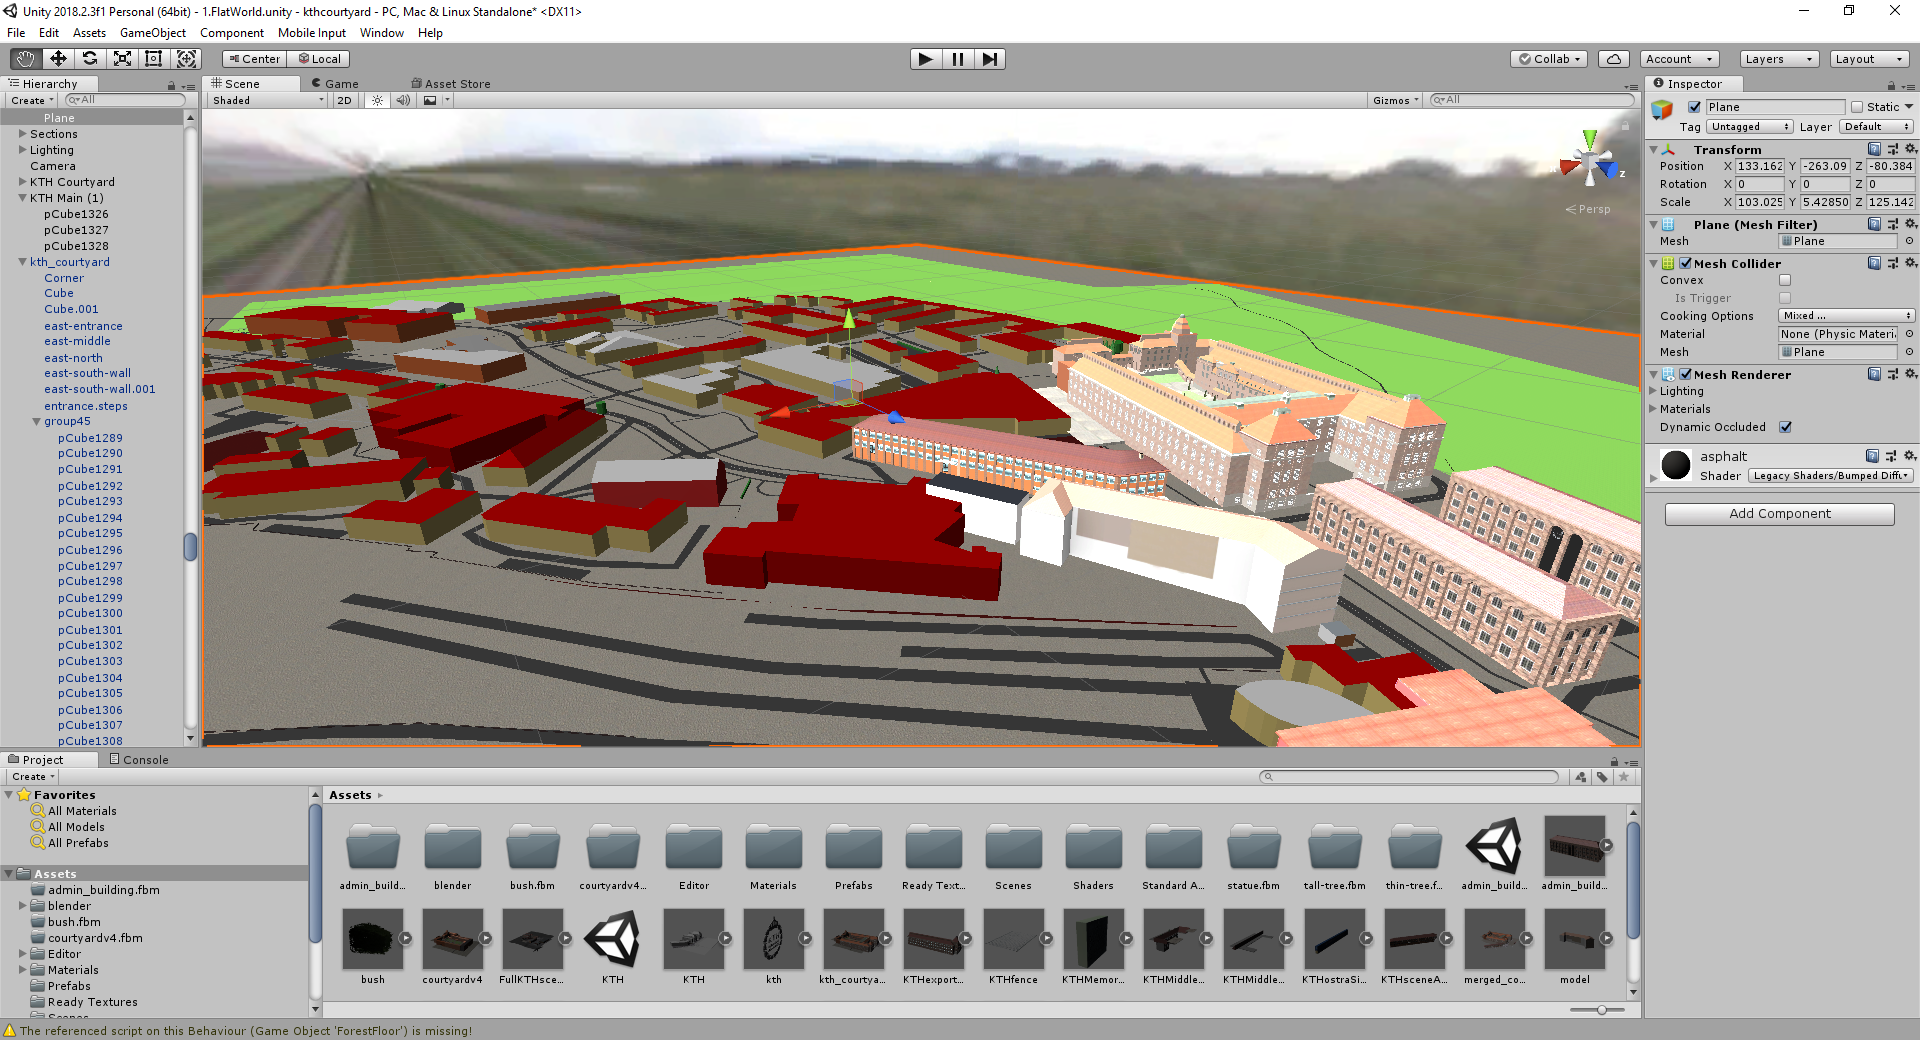 Unity 2018.2.3f1 Personal (64bit) - 1.FlatWorld.unity - kthcourtyard - PC, Mac & Linux Standalone* <DX11>
File Edit Assets GameObject Component Mobile Input Window Help
Center Local
Collab Account Layers Layout
Hierarchy
Create All
Plane
Sections
Lighting
Camera
KTH Courtyard
KTH Main (1)
pCube1326
pCube1327
pCube1328
kth_courtyard
Corner
Cube
Cube.001
east-entrance
east-middle
east-north
east-south-wall
east-south-wall.001
entrance.steps
group45
pCube1289
pCube1290
pCube1291
pCube1292
pCube1293
pCube1294
pCube1295
pCube1296
pCube1297
pCube1298
pCube1299
pCube1300
pCube1301
pCube1302
pCube1303
pCube1304
pCube1305
pCube1306
pCube1307
pCube1308
Scene Game Asset Store
Shaded 2D Gizmos All
z
< Persp
Inspector
Plane Static
Tag Untagged Layer Default
Transform
Position X 133.162 Y -263.09 Z -80.384
Rotation X 0 Y 0 Z 0
Scale X 103.025 Y 5.42850 Z 125.142
Plane (Mesh Filter)
Mesh Plane
Mesh Collider
Convex
Is Trigger
Cooking Options Mixed ...
Material None (Physic Materi.
Mesh Plane
Mesh Renderer
Lighting
Materials
Dynamic Occluded
asphalt
Shader Legacy Shaders/Bumped Diffu
Add Component
Project Console
Create
Favorites
All Materials
All Models
All Prefabs
Assets
admin_building.fbm
blender
bush.fbm
courtyardv4.fbm
Editor
Materials
Prefabs
Ready Textures
Scenes
Assets
admin_build... blender bush.fbm courtyardv4... Editor Materials Prefabs Ready Text... Scenes Shaders Standard A... statue.fbm tall-tree.fbm thin-tree.f... admin_build... admin_build...
bush courtyardv4 FullKTHsce... KTH KTH kth kth_courtya... KTHexport... KTHfence KTHMemor... KTHMiddle... KTHMiddle... KTHostraSi... KTHsceneA... merged_co... model
The referenced script on this Behaviour (Game Object 'ForestFloor') is missing!